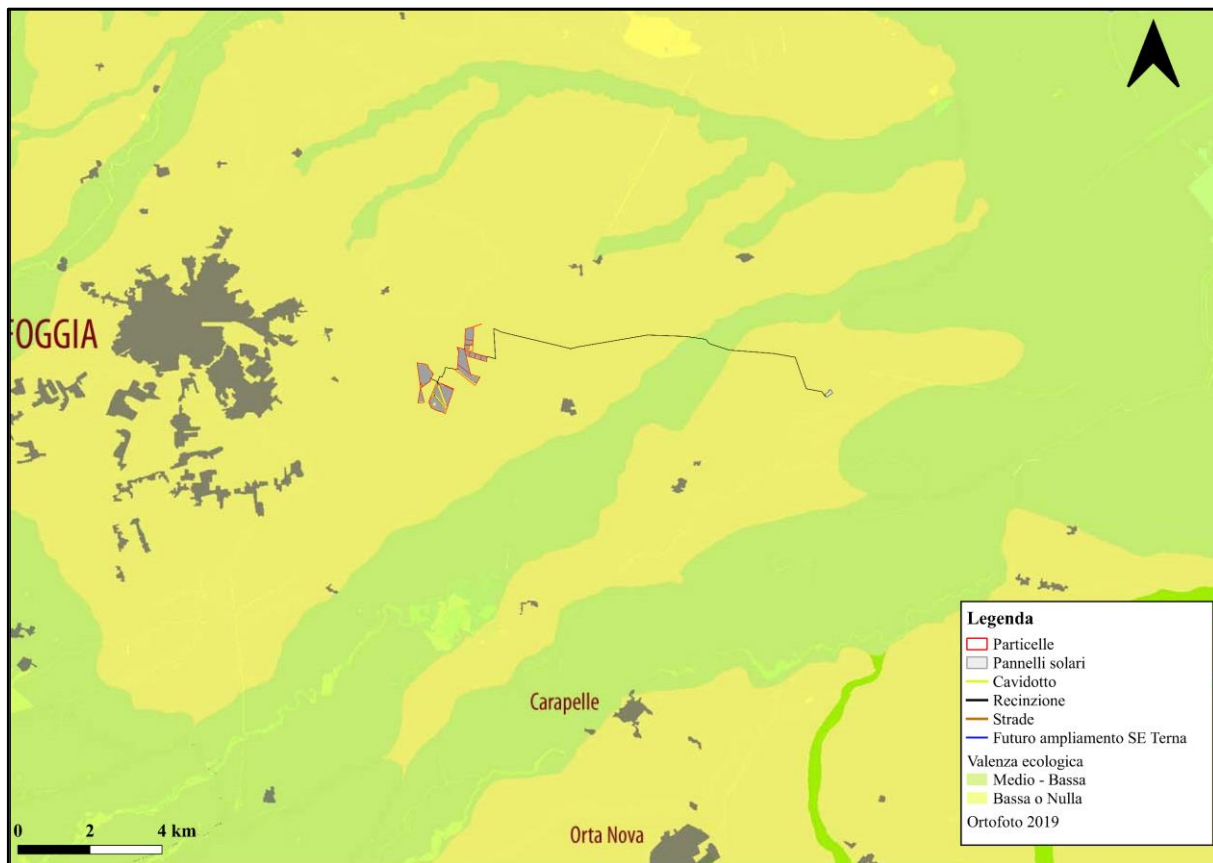 FOGGIA
Carapelle
Orta Nova
0 2 4 km
Legenda
Particelle
Pannelli solari
Cavidotto
Recinzione
Strade
Futuro ampliamento SE Terna
Valenza ecologica
Medio - Bassa
Bassa o Nulla
Ortofoto 2019